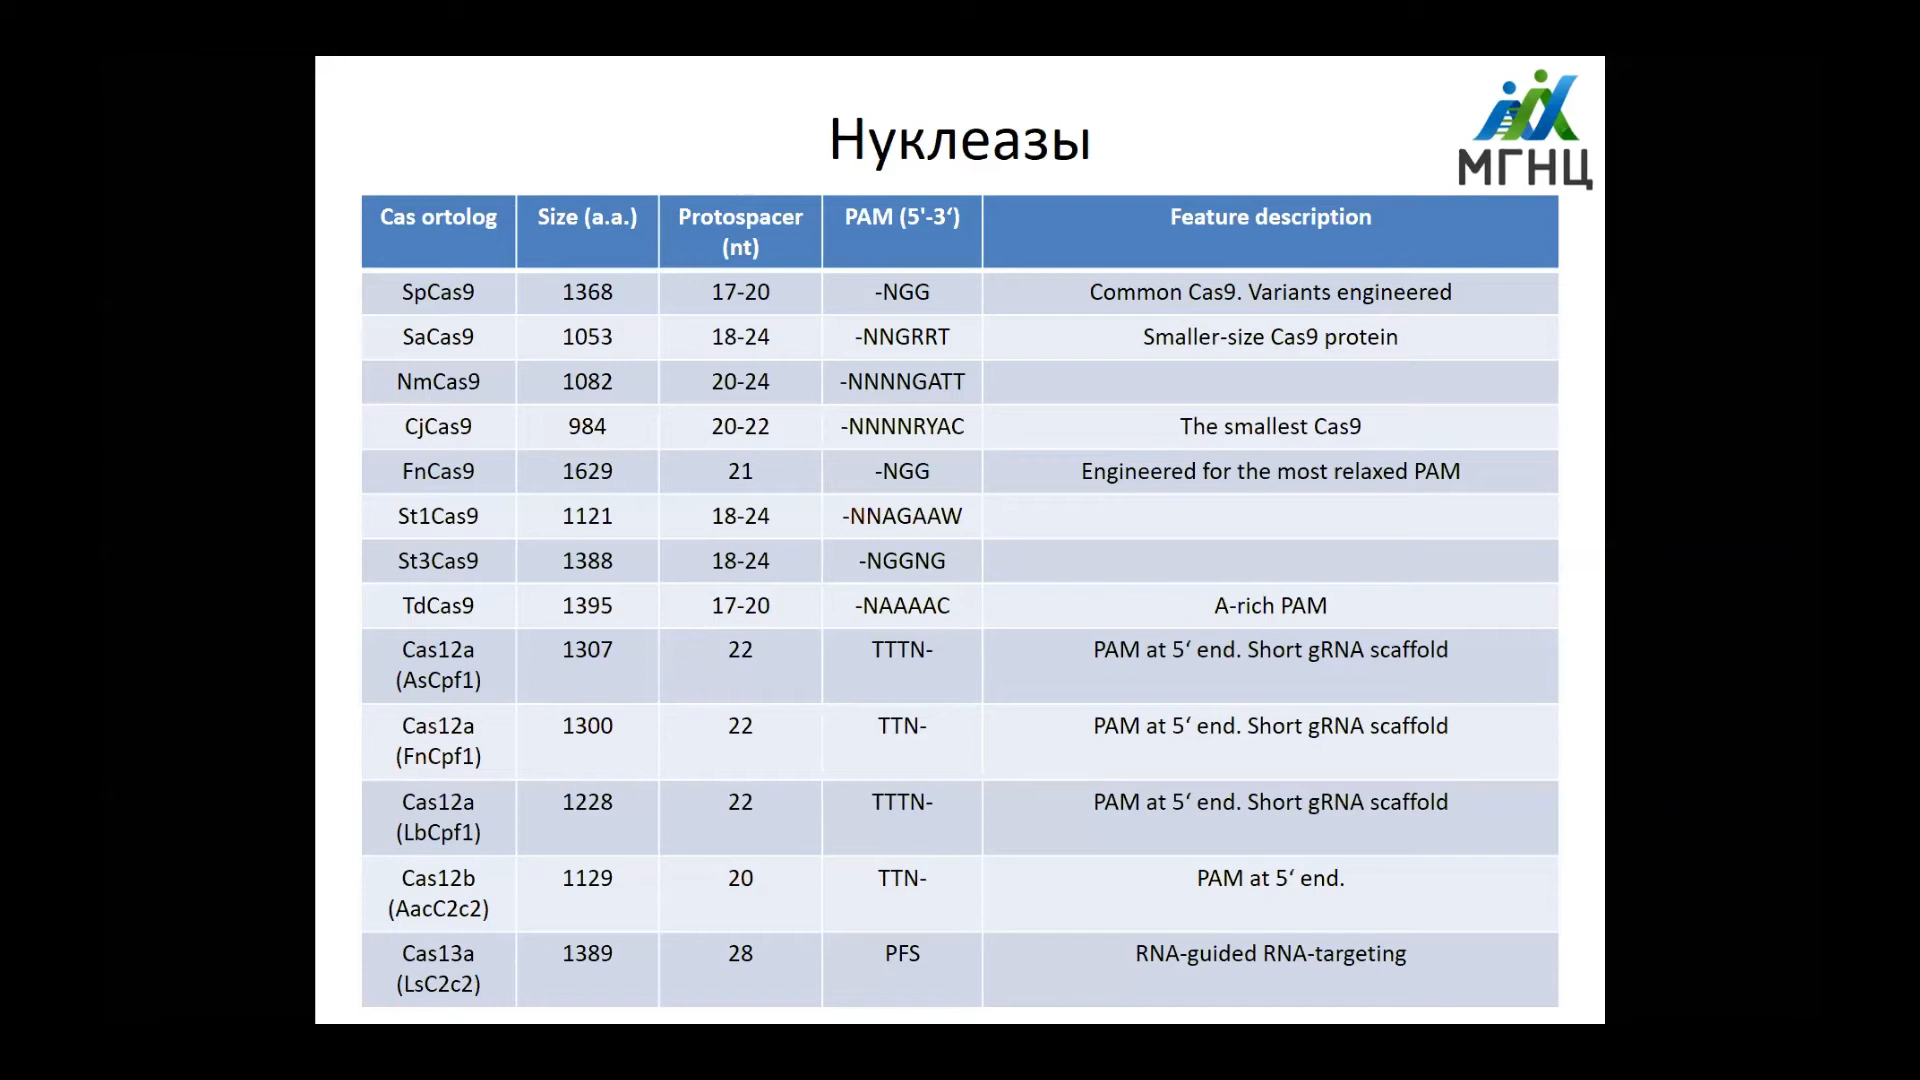 Нуклеазы
МГНЦ
Cas ortolog Size (a.a.) Protospacer (nt) PAM (5'-3‘) Feature description
SpCas9 1368 17-20 -NGG Common Cas9. Variants engineered
SaCas9 1053 18-24 -NNGRRT Smaller-size Cas9 protein
NmCas9 1082 20-24 -NNNNGATT
CjCas9 984 20-22 -NNNNRYAC The smallest Cas9
FnCas9 1629 21 -NGG Engineered for the most relaxed PAM
St1Cas9 1121 18-24 -NNAGAAW
St3Cas9 1388 18-24 -NGGNG
TdCas9 1395 17-20 -NAAAAC A-rich PAM
Cas12a (AsCpf1) 1307 22 TTTN- PAM at 5‘ end. Short gRNA scaffold
Cas12a (FnCpf1) 1300 22 TTN- PAM at 5‘ end. Short gRNA scaffold
Cas12a (LbCpf1) 1228 22 TTTN- PAM at 5‘ end. Short gRNA scaffold
Cas12b (AacC2c2) 1129 20 TTN- PAM at 5‘ end.
Cas13a (LsC2c2) 1389 28 PFS RNA-guided RNA-targeting